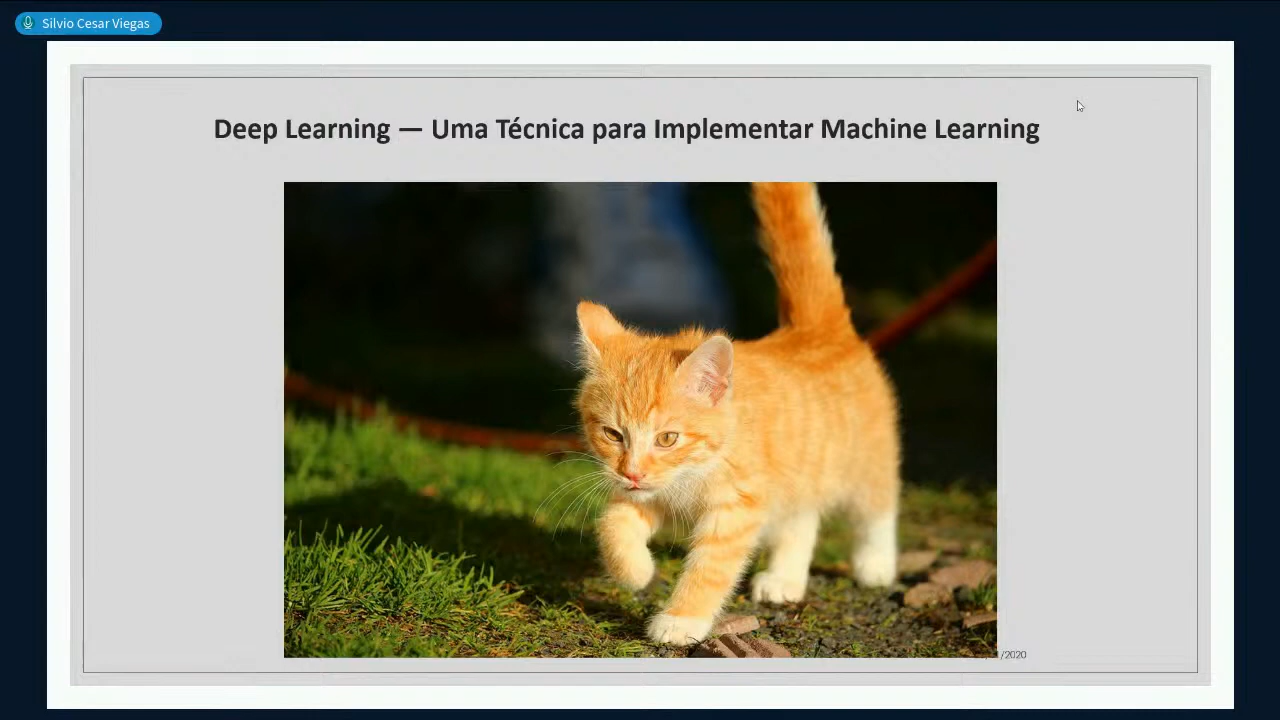 Silvio Cesar Viegas
Deep Learning — Uma Técnica para Implementar Machine Learning
/2020